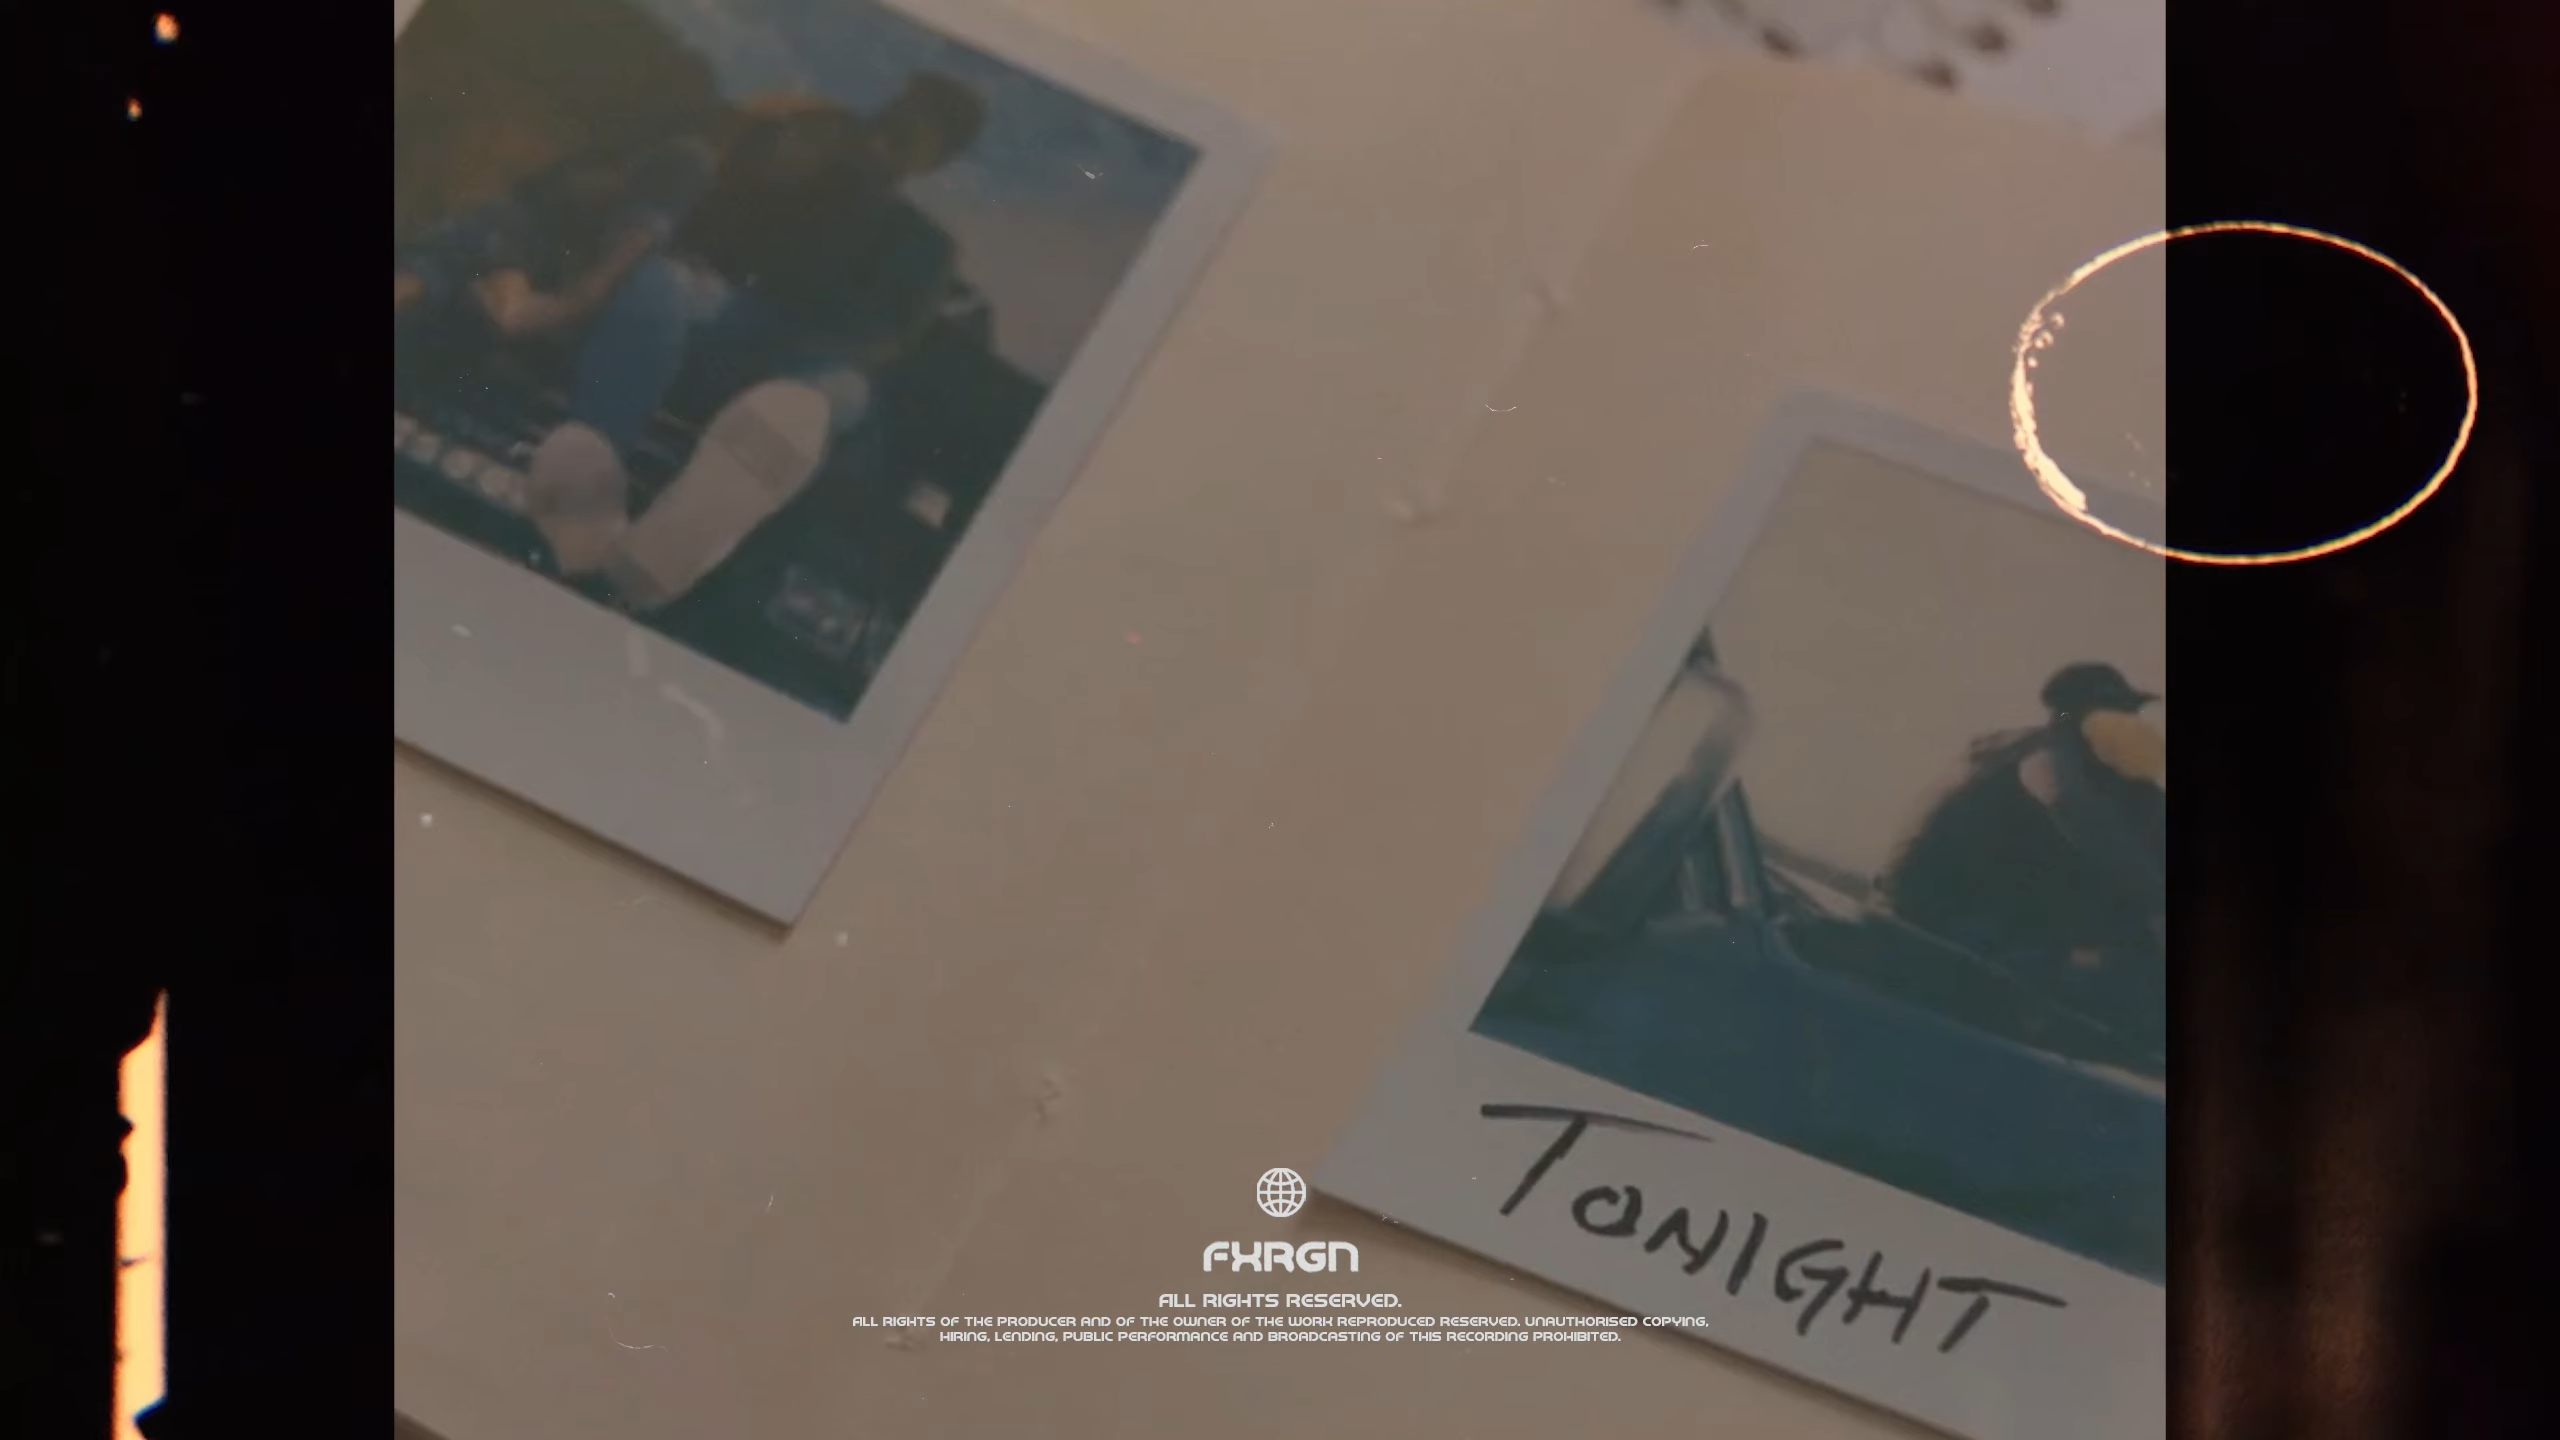 TONIGHT
FXRGN
ALL RIGHTS RESERVED.
ALL RIGHTS OF THE PRODUCER AND OF THE OWNER OF THE WORK REPRODUCED RESERVED. UNAUTHORISED COPYING,
HIRING, LENDING, PUBLIC PERFORMANCE AND BROADCASTING OF THIS RECORDING PROHIBITED.